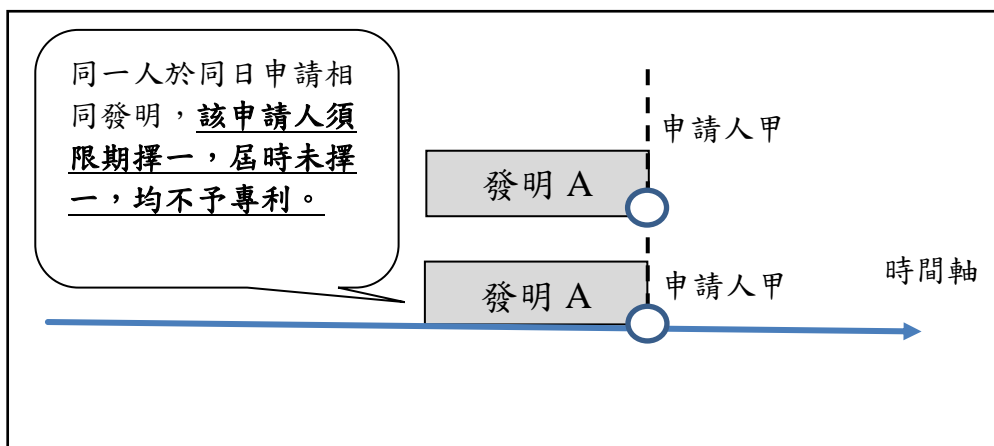 同一人於同日申請相
同發明，該申請人須
限期擇一，屆時未擇
一，均不予專利。
申請人甲
發明 A
申請人甲
發明 A
時間軸